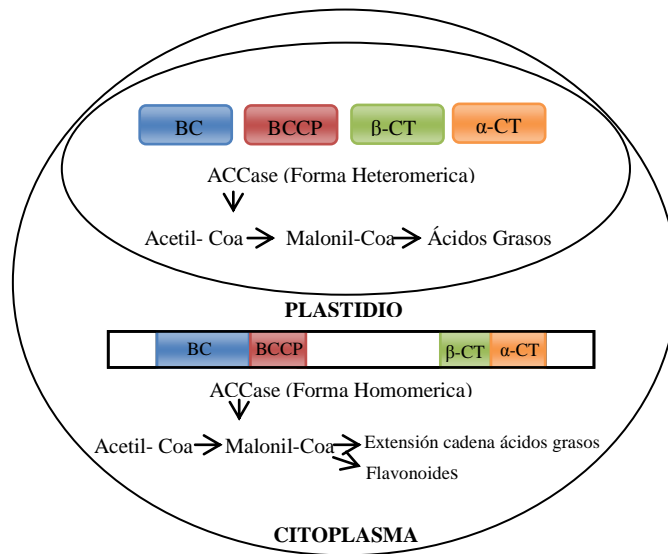 BC BCCP β-CT α-CT
ACCase (Forma Heteromerica)
Acetil- Coa Malonil-Coa Ácidos Grasos
PLASTIDIO
BC BCCP β-CT α-CT
ACCase (Forma Homomerica)
Acetil- Coa Malonil-Coa Extensión cadena ácidos grasos
Flavonoides
CITOPLASMA